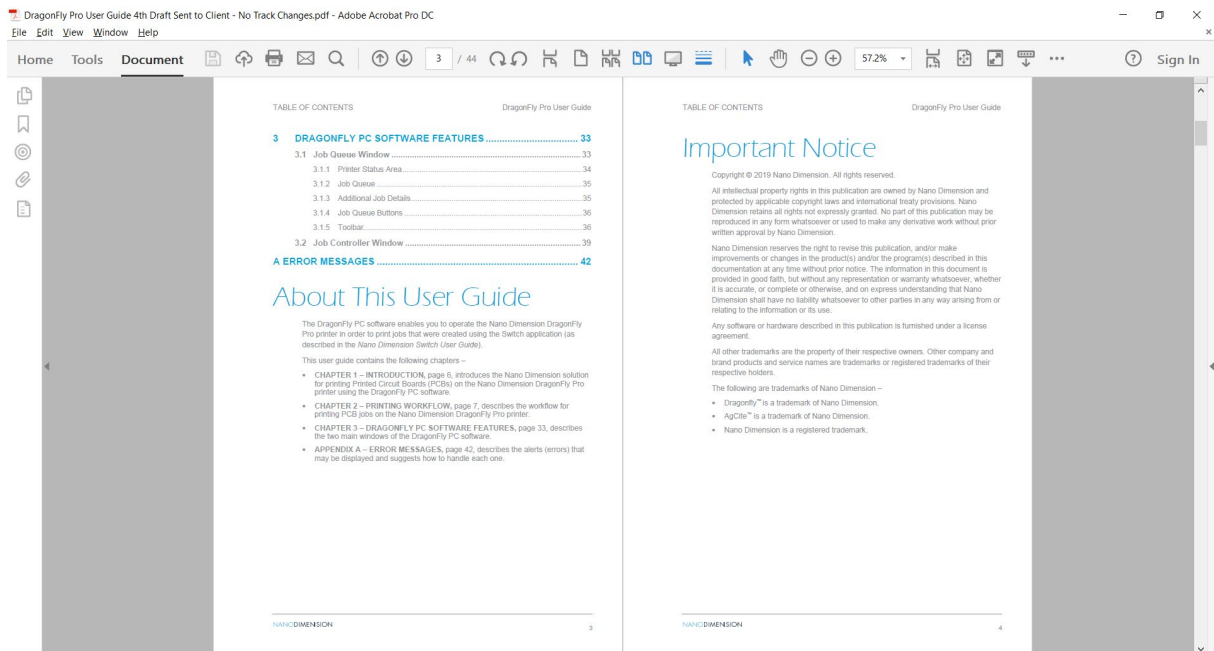 DragonFly Pro User Guide 4th Draft Sent to Client - No Track Changes.pdf - Adobe Acrobat Pro DC
File Edit View Window Help
Home Tools Document 3 / 44 57.2% Sign In
TABLE OF CONTENTS DragonFly Pro User Guide
3 DRAGONFLY PC SOFTWARE FEATURES 33
3.1 Job Queue Window 33
3.1.1 Printer Status Area 34
3.1.2 Job Queue 35
3.1.3 Additional Job Details 35
3.1.4 Job Queue Buttons 36
3.1.5 Toolbar 36
3.2 Job Controller Window 39
A ERROR MESSAGES 42
About This User Guide
The DragonFly PC software enables you to operate the Nano Dimension DragonFly
Pro printer in order to print jobs that were created using the Switch application (as
described in the Nano Dimension Switch User Guide).
This user guide contains the following chapters –
• CHAPTER 1 – INTRODUCTION, page 6, introduces the Nano Dimension solution
for printing Printed Circuit Boards (PCBs) on the Nano Dimension DragonFly Pro
printer using the DragonFly PC software.
• CHAPTER 2 – PRINTING WORKFLOW, page 7, describes the workflow for
printing PCB jobs on the Nano Dimension DragonFly Pro printer.
• CHAPTER 3 – DRAGONFLY PC SOFTWARE FEATURES, page 33, describes
the two main windows of the DragonFly PC software.
• APPENDIX A – ERROR MESSAGES, page 42, describes the alerts (errors) that
may be displayed and suggests how to handle each one.
NANODIMENSION 3
TABLE OF CONTENTS DragonFly Pro User Guide
Important Notice
Copyright © 2019 Nano Dimension. All rights reserved.
All intellectual property rights in this publication are owned by Nano Dimension and
protected by applicable copyright laws and international treaty provisions. Nano
Dimension retains all rights not expressly granted. No part of this publication may be
reproduced in any form whatsoever or used to make any derivative work without prior
written approval by Nano Dimension.
Nano Dimension reserves the right to revise this publication, and/or make
improvements or changes in the product(s) and/or the program(s) described in this
documentation at any time without prior notice. The information in this document is
provided in good faith, but without any representation or warranty whatsoever, whether
it is accurate, or complete or otherwise, and on express understanding that Nano
Dimension shall have no liability whatsoever to other parties in any way arising from or
relating to the information or its use.
Any software or hardware described in this publication is furnished under a license
agreement.
All other trademarks are the property of their respective owners. Other company and
brand products and service names are trademarks or registered trademarks of their
respective holders.
The following are trademarks of Nano Dimension –
• Dragonfly™ is a trademark of Nano Dimension.
• AgCite™ is a trademark of Nano Dimension.
• Nano Dimension is a registered trademark.
NANODIMENSION 4